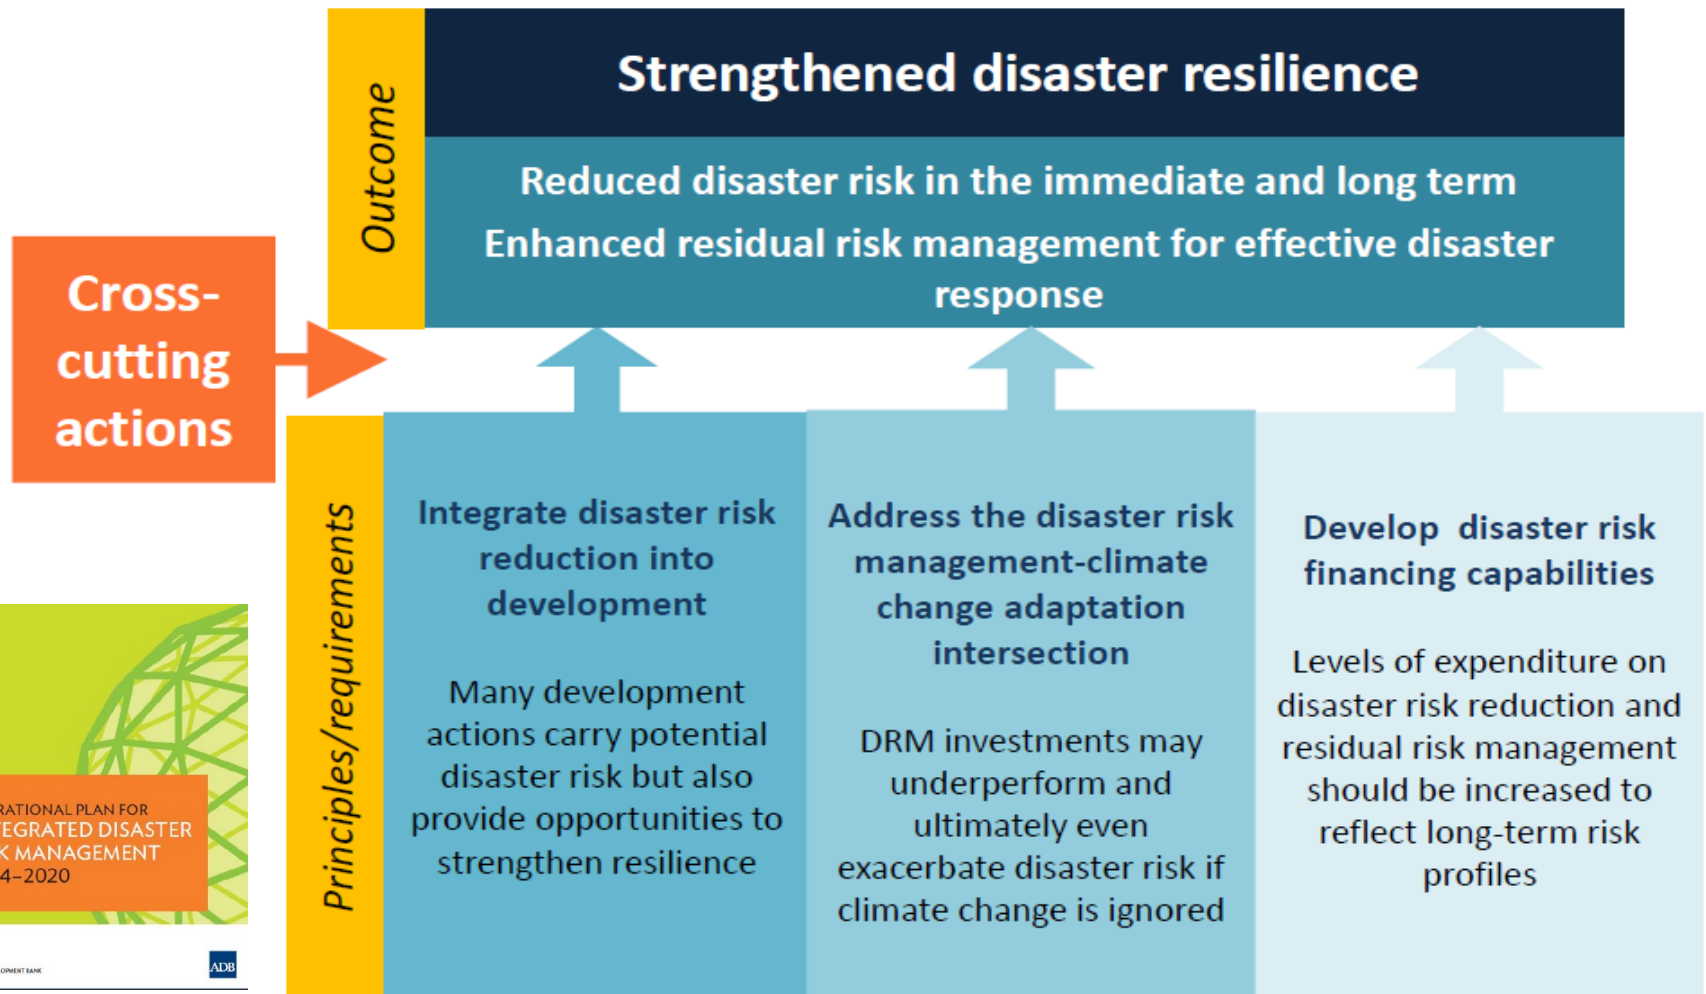 Outcome
Strengthened disaster resilience
Reduced disaster risk in the immediate and long term
Enhanced residual risk management for effective disaster
response
Cross-
cutting
actions
Principles/requirements
Integrate disaster risk
reduction into
development
Many development
actions carry potential
disaster risk but also
provide opportunities to
strengthen resilience
Address the disaster risk
management-climate
change adaptation
intersection
DRM investments may
underperform and
ultimately even
exacerbate disaster risk if
climate change is ignored
Develop disaster risk
financing capabilities
Levels of expenditure on
disaster risk reduction and
residual risk management
should be increased to
reflect long-term risk
profiles
RATIONAL PLAN FOR
TEGRATED DISASTER
K MANAGEMENT
4–2020
OPMENT BANK
ADB